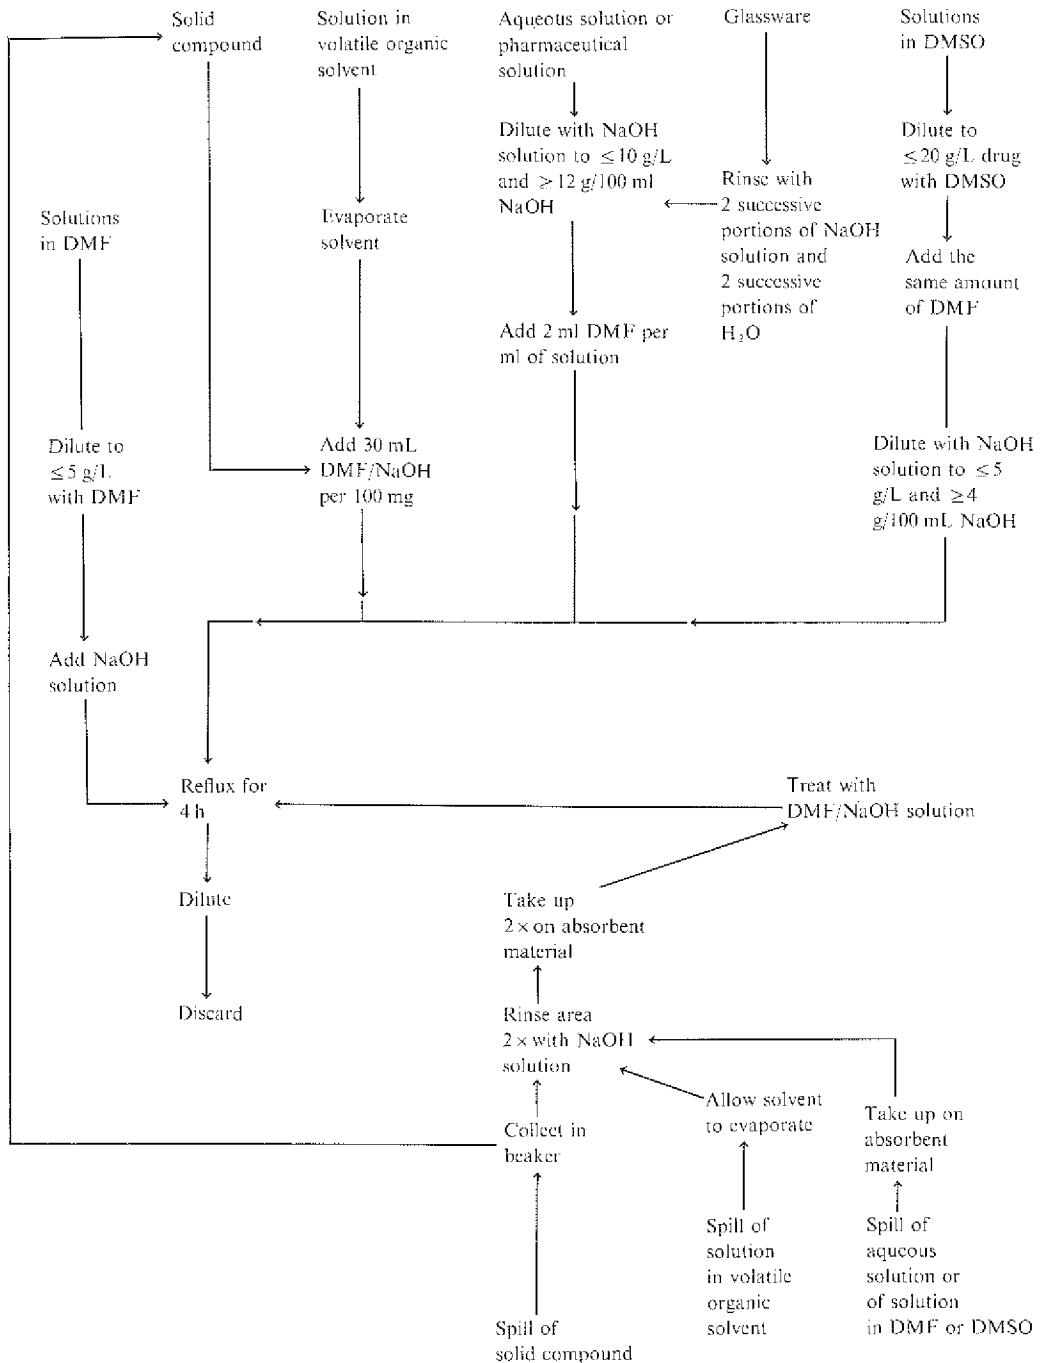 Solid
compound
Solution in
volatile organic
solvent
Aqueous solution or
pharmaceutical
solution
Glassware
Solutions
in DMSO
Dilute with NaOH
solution to ≤10 g/L
and ≥12 g/100 ml
NaOH
Dilute to
≤20 g/L drug
with DMSO
Rinse with
2 successive
portions of NaOH
solution and
2 successive
portions of
H₂O
Solutions
in DMF
Evaporate
solvent
Add the
same amount
of DMF
Add 2 ml DMF per
ml of solution
Dilute to
≤5 g/L
with DMF
Add 30 mL
DMF/NaOH
per 100 mg
Dilute with NaOH
solution to ≤5
g/L and ≥4
g/100 mL NaOH
Add NaOH
solution
Reflux for
4 h
Treat with
DMF/NaOH solution
Dilute
Take up
2× on absorbent
material
Discard
Rinse area
2× with NaOH
solution
Collect in
beaker
Allow solvent
to evaporate
Take up on
absorbent
material
Spill of
solution
in volatile
organic
solvent
Spill of
aqueous
solution or
of solution
in DMF or DMSO
Spill of
solid compound